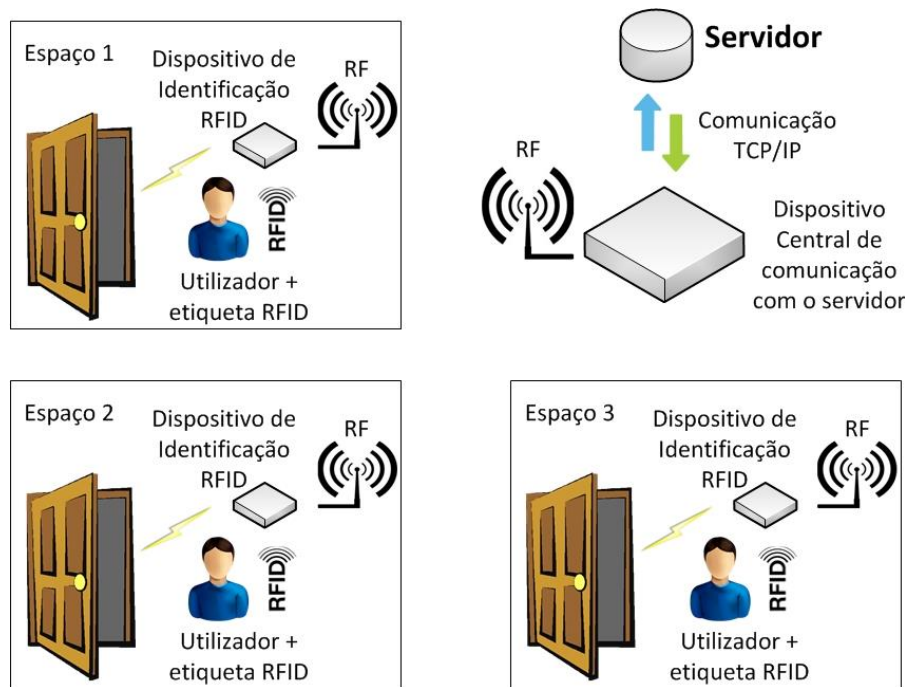 Espaço 1
Dispositivo de
Identificação
RFID
RF
RFID
Utilizador +
etiqueta RFID
Servidor
Comunicação
TCP/IP
RF
Dispositivo
Central de
comunicação
com o servidor
Espaço 2
Dispositivo de
Identificação
RFID
RF
RFID
Utilizador +
etiqueta RFID
Espaço 3
Dispositivo de
Identificação
RFID
RF
RFID
Utilizador +
etiqueta RFID